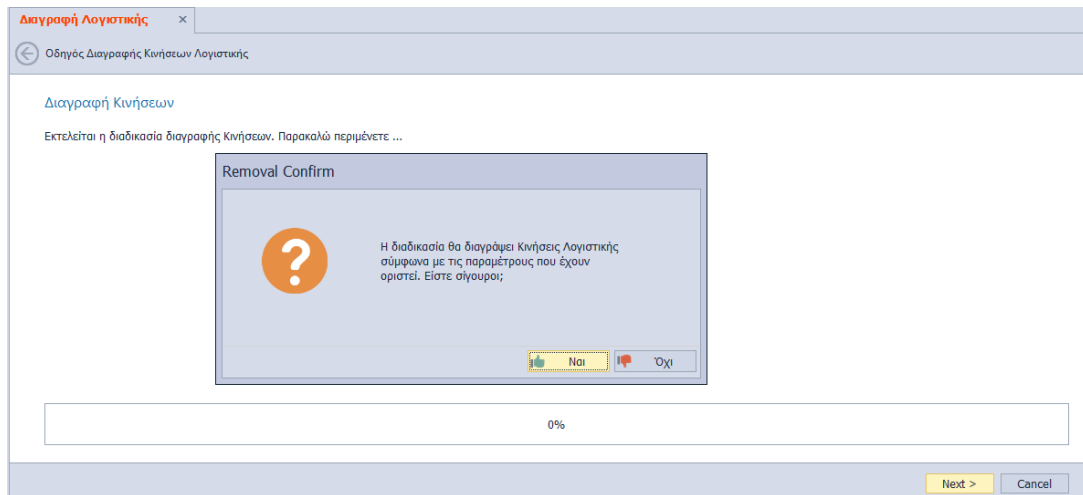 Διαγραφή Λογιστικής ×
Οδηγός Διαγραφής Κινήσεων Λογιστικής
Διαγραφή Κινήσεων
Εκτελείται η διαδικασία διαγραφής Κινήσεων. Παρακαλώ περιμένετε ...
Removal Confirm
Η διαδικασία θα διαγράψει Κινήσεις Λογιστικής
σύμφωνα με τις παραμέτρους που έχουν
οριστεί. Είστε σίγουροι;
Ναι Όχι
0%
Next > Cancel